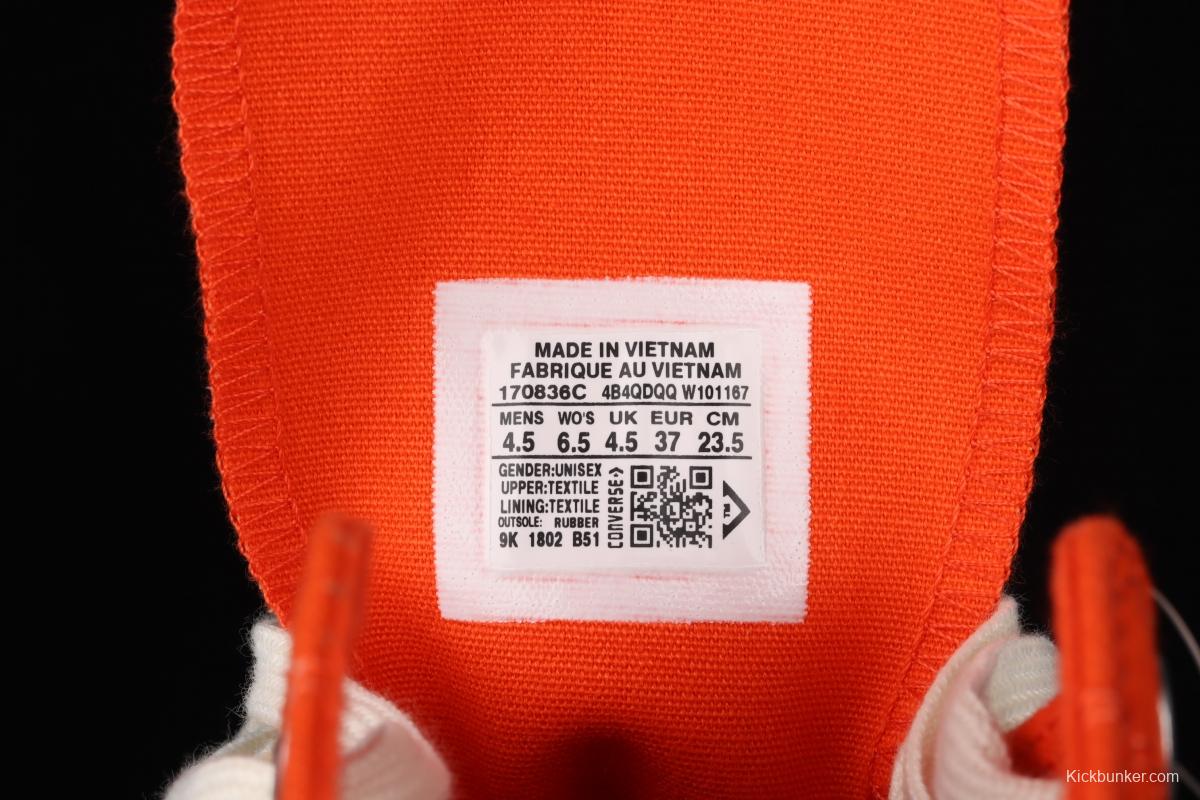 MADE IN VIETNAM
FABRIQUE AU VIETNAM
170836C 4B4QDQQ W101167
MENS WO'S UK EUR CM
4.5 6.5 4.5 37 23.5
GENDER:UNISEX
UPPER:TEXTILE
LINING:TEXTILE
OUTSOLE: RUBBER
9K 1802 B51
CONVERSE
TM
Kickbunker.com